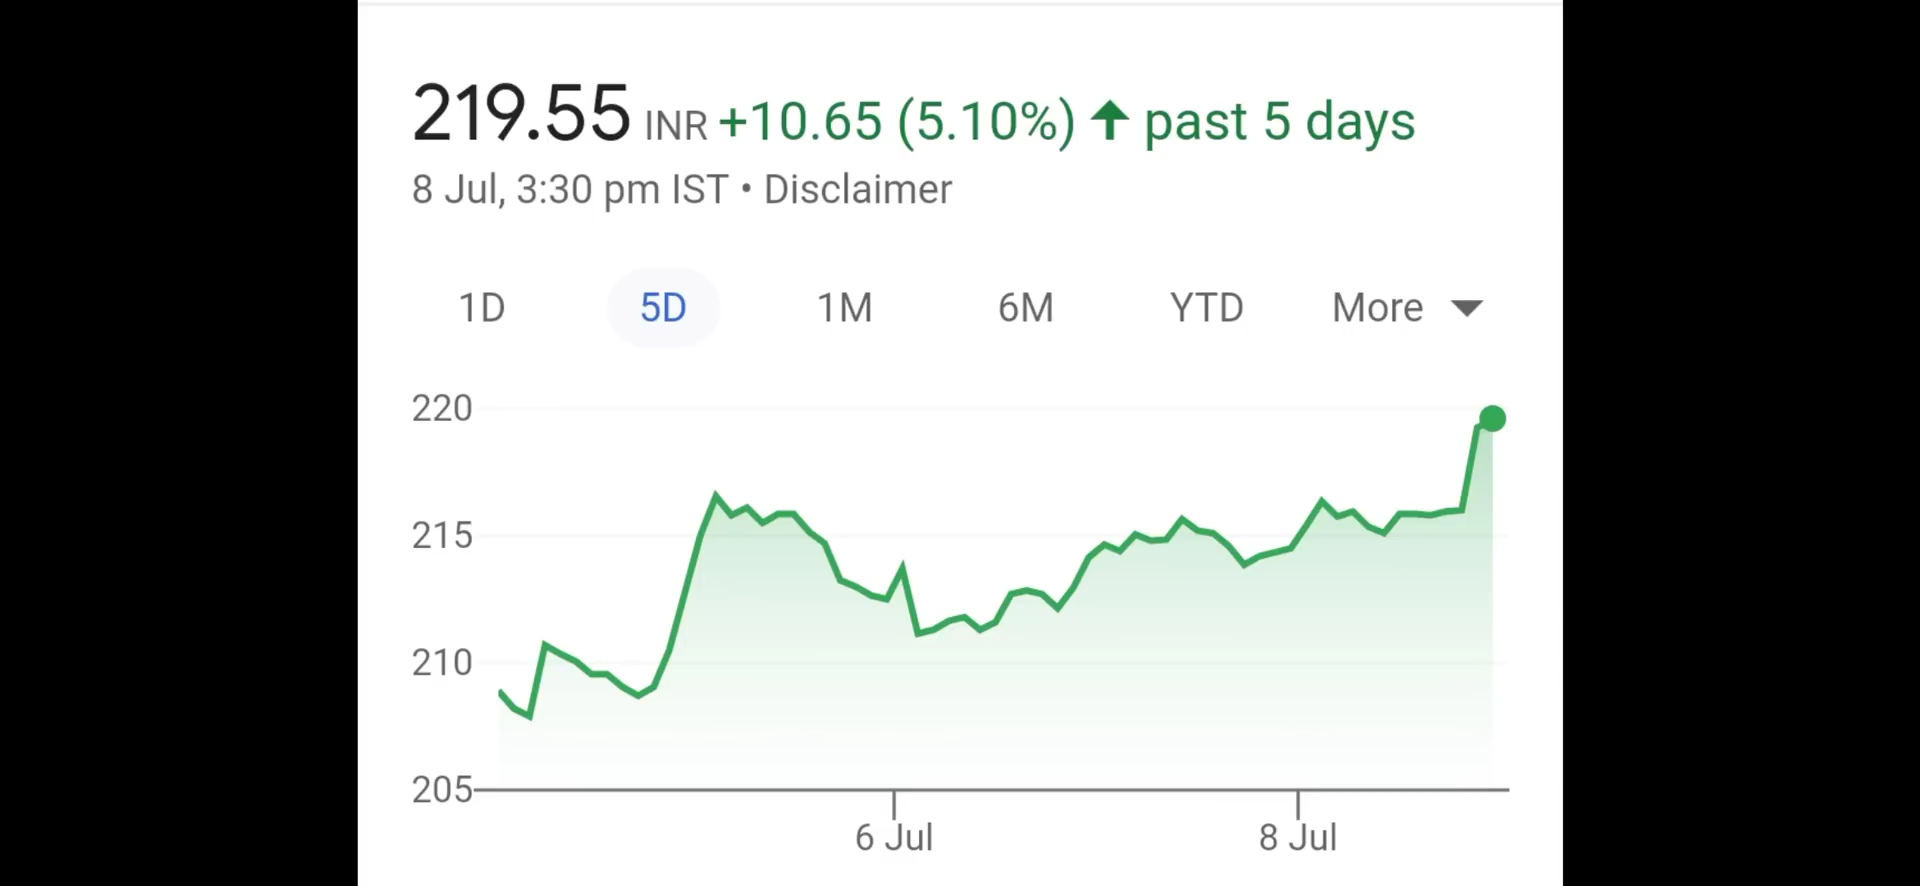 219.55 INR +10.65 (5.10%) ↑ past 5 days
8 Jul, 3:30 pm IST • Disclaimer
1D 5D 1M 6M YTD More
220
215
210
205
6 Jul 8 Jul